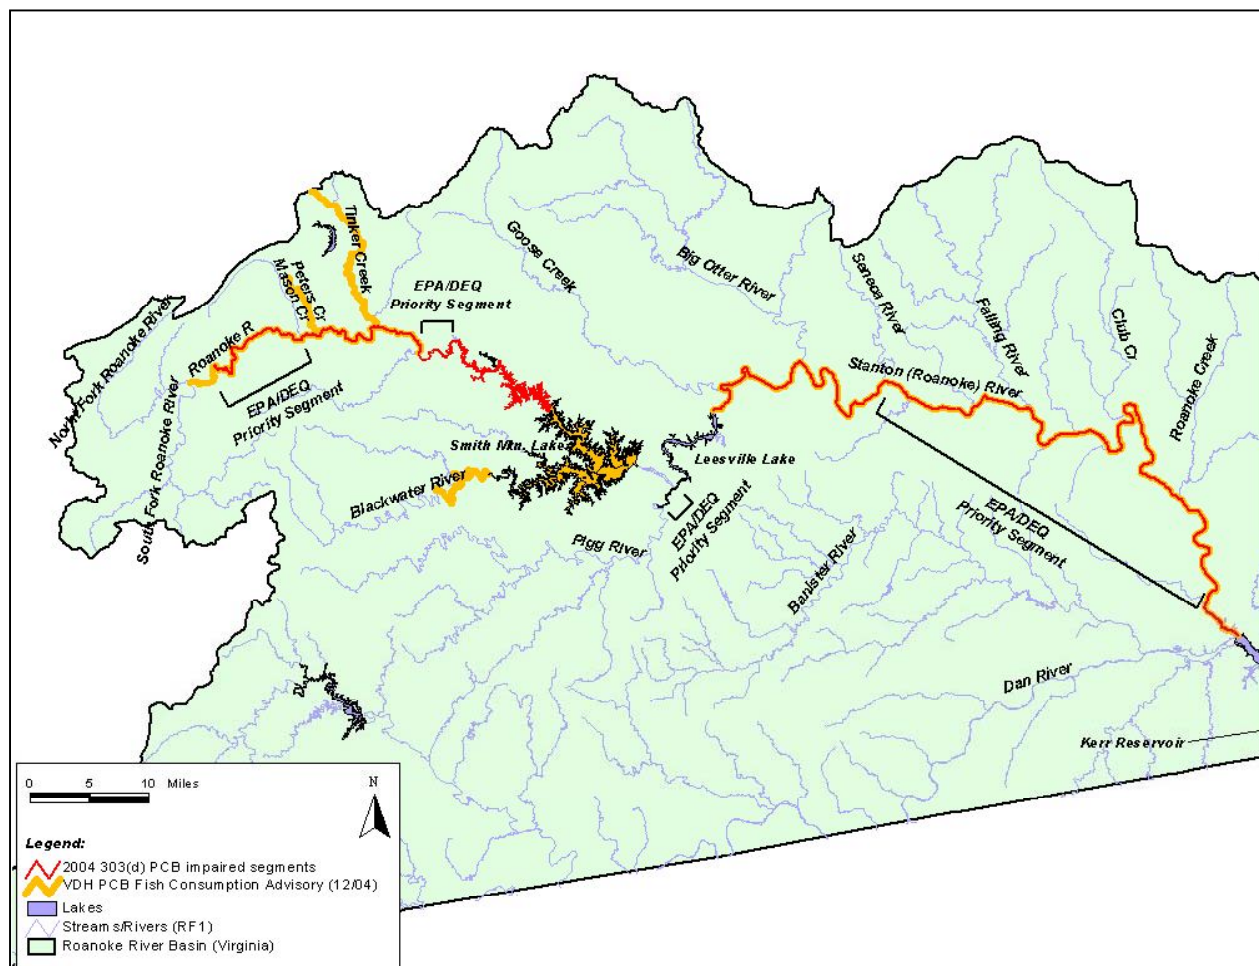 Tinker Creek
Goose Creek
Big Otter River
Seneca River
Falling River
Club Cr
Roanoke Creek
Peters Cr
Mason Cr
EPA/DEQ
Priority Segment
North Fork Roanoke River
Roanoke R
EPA/DEQ
Priority Segment
South Fork Roanoke River
Stanton (Roanoke) River
Smith Mtn. Lake
Leesville Lake
Blackwater River
EPA/DEQ
Priority Segment
Pigg River
Banister River
EPA/DEQ
Priority Segment
Dan River
Kerr Reservoir
0 5 10 Miles
N
Legend:
2004 303(d) PCB impaired segments
VDH PCB Fish Consumption Advisory (12/04)
Lakes
Streams/Rivers (RF1)
Roanoke River Basin (Virginia)